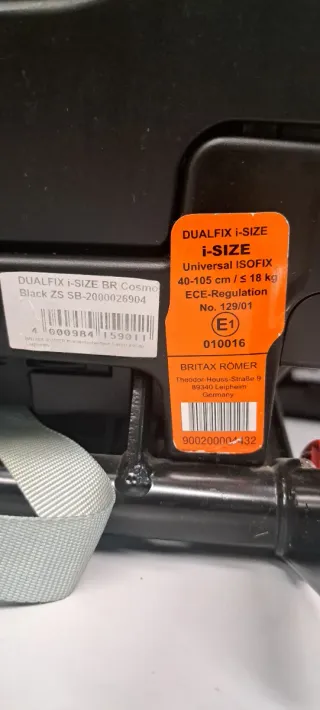 DUALFIX i-SIZE BR Cosmo
Black ZS SB-2000026904
4 000984 159011
DUALFIX i-SIZE
i-SIZE
Universal ISOFIX
40-105 cm / ≤ 18 kg
ECE-Regulation
No. 129/01
E1
010016
BRITAX RÖMER
Theodor-Heuss-Straße 9
89340 Leipheim
Germany